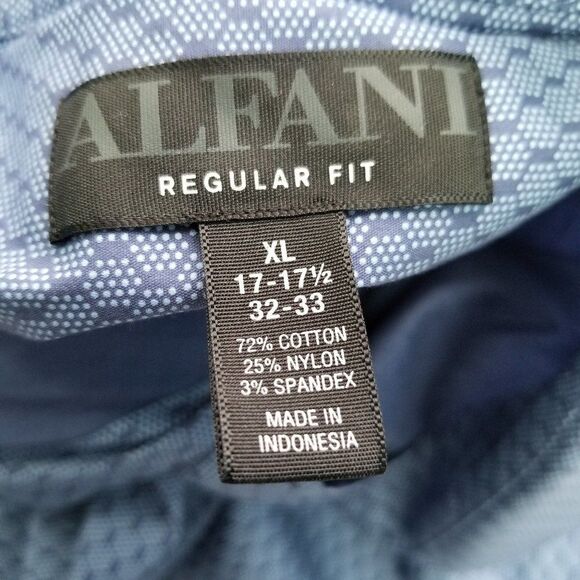 ALFANI
REGULAR FIT
XL
17-17½
32-33
72% COTTON
25% NYLON
3% SPANDEX
MADE IN
INDONESIA